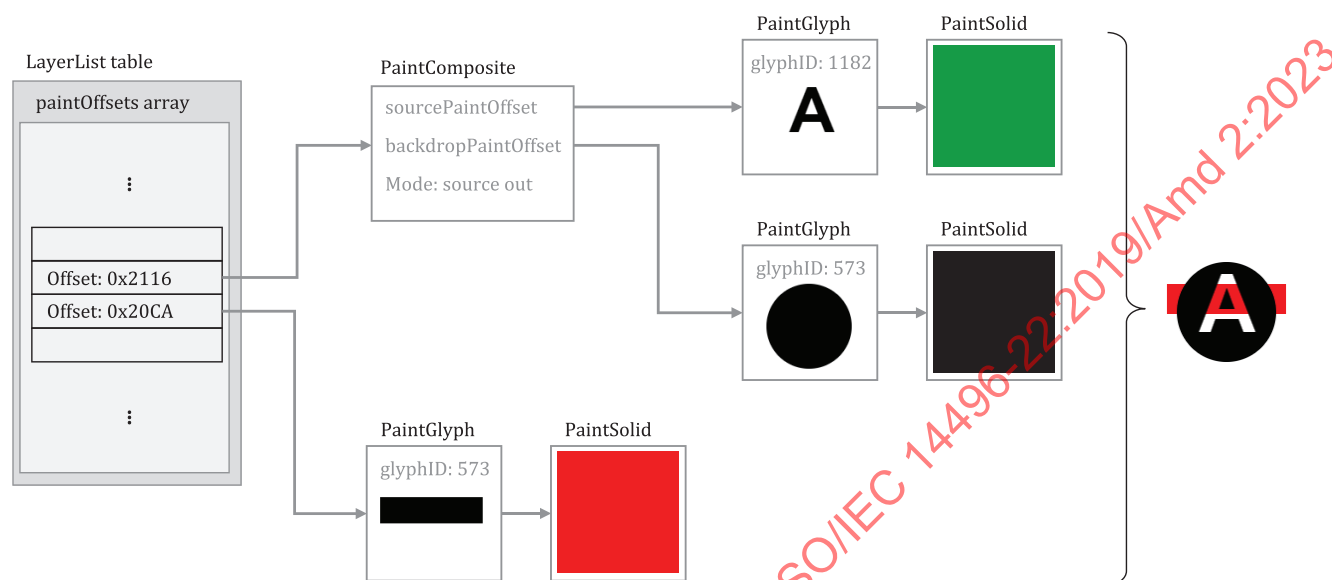 LayerList table
paintOffsets array
Offset: 0x2116
Offset: 0x20CA
PaintComposite
sourcePaintOffset
backdropPaintOffset
Mode: source out
PaintGlyph
glyphID: 1182
A
PaintSolid
PaintGlyph
glyphID: 573
PaintSolid
PaintGlyph
glyphID: 573
PaintSolid
A
SO/IEC 14496-22:2019/Amd 2:2023